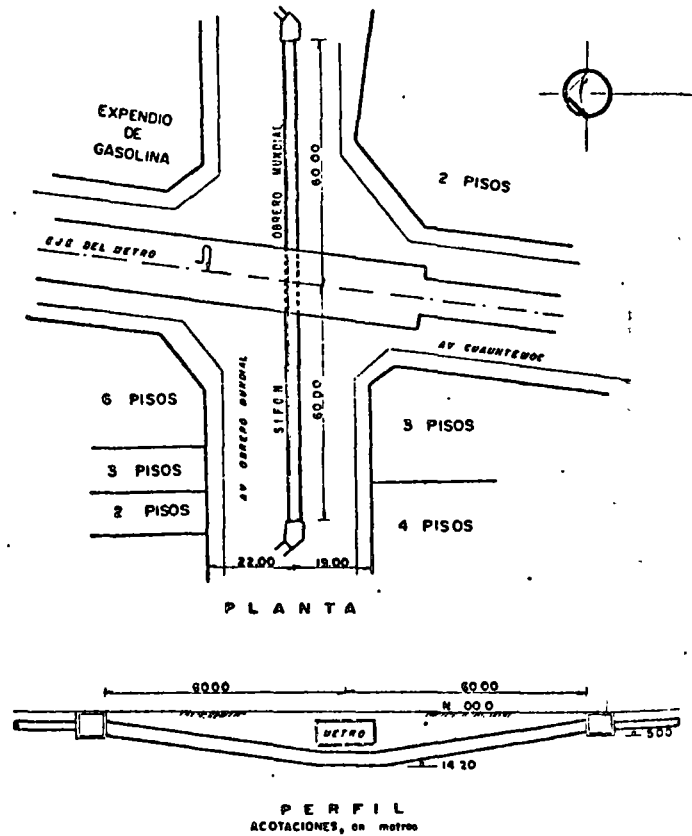 EXPENDIO
DE
GASOLINA
OBRERO MUNDIAL
60.00
2 PISOS
EJE DEL METRO
AV CUAUHTEMOC
6 PISOS
AV OBRERO MUNDIAL
SIFON
60.00
3 PISOS
3 PISOS
2 PISOS
4 PISOS
22.00
19.00
PLANTA
60.00
60.00
N 00.0
METRO
5.00
14.20
PERFIL
ACOTACIONES, en metros